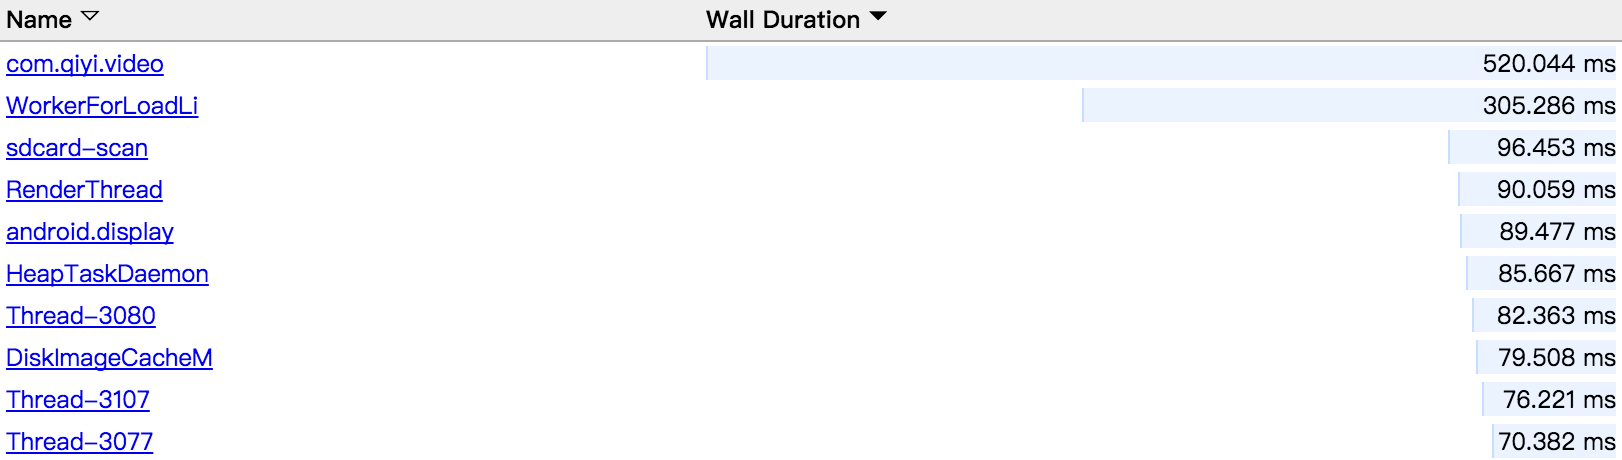 Name Wall Duration
com.qiyi.video 520.044 ms
WorkerForLoadLi 305.286 ms
sdcard-scan 96.453 ms
RenderThread 90.059 ms
android.display 89.477 ms
HeapTaskDaemon 85.667 ms
Thread-3080 82.363 ms
DiskImageCacheM 79.508 ms
Thread-3107 76.221 ms
Thread-3077 70.382 ms